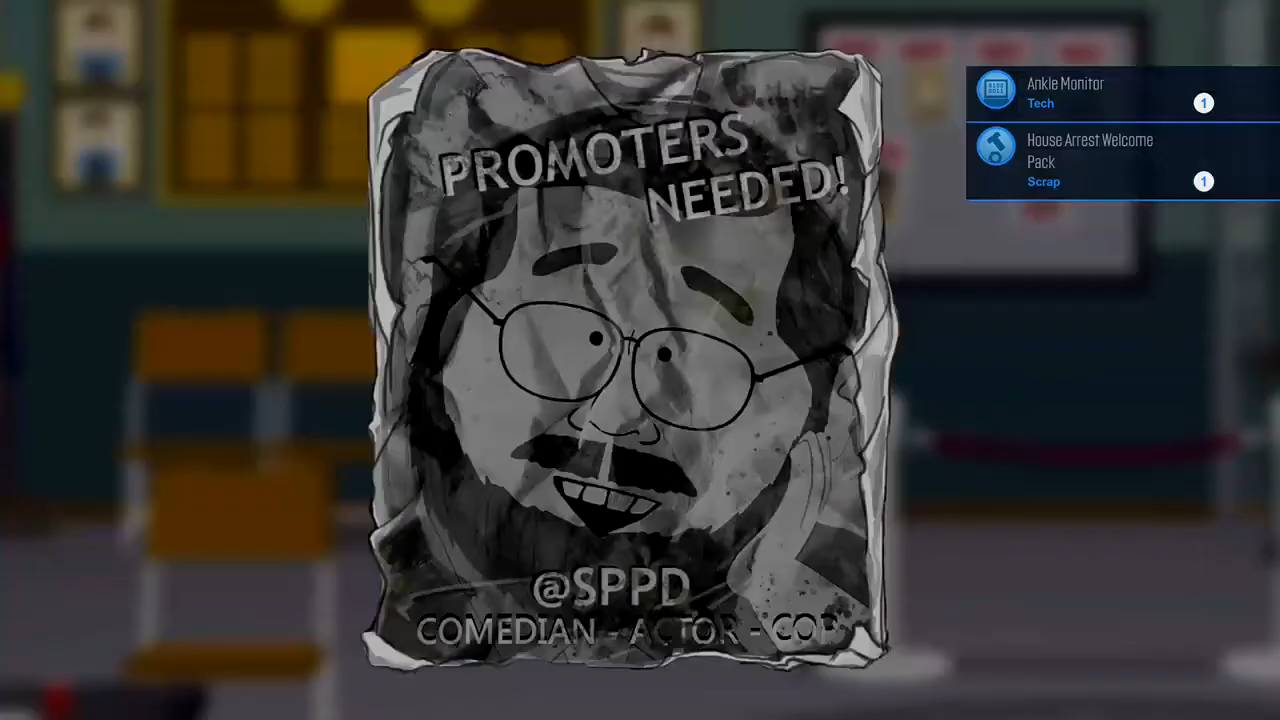 PROMOTERS
NEEDED!
@SPPD
COMEDIAN - ACTOR - COP
Ankle Monitor
Tech
1
House Arrest Welcome
Pack
Scrap
1